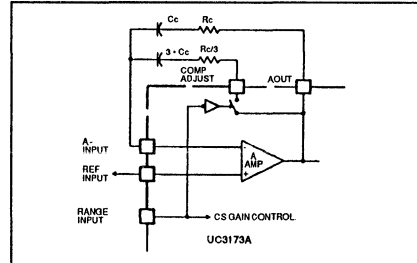 Cc Rc
3 • Cc Rc/3
COMP
ADJUST
AOUT
A-
INPUT
-
A
AMP
+
REF
INPUT
RANGE
INPUT
CS GAIN CONTROL.
UC3173A